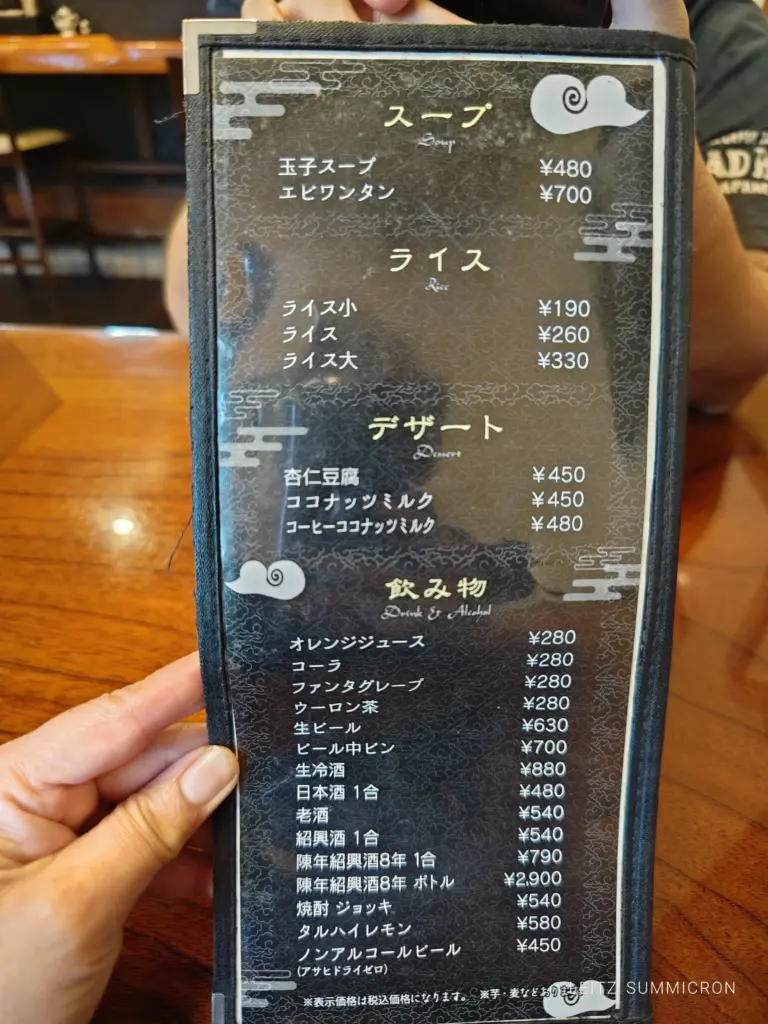 スープ
Soup
玉子スープ ¥480
エビワンタン ¥700
ライス
Rice
ライス小 ¥190
ライス ¥260
ライス大 ¥330
デザート
Dessert
杏仁豆腐 ¥450
ココナッツミルク ¥450
コーヒーココナッツミルク ¥480
飲み物
Drink & Alcohol
オレンジジュース ¥280
コーラ ¥280
ファンタグレープ ¥280
ウーロン茶 ¥280
生ビール ¥630
ビール中ビン ¥700
生冷酒 ¥880
日本酒 1合 ¥480
老酒 ¥540
紹興酒 1合 ¥540
陳年紹興酒8年 1合 ¥790
陳年紹興酒8年 ボトル ¥2,900
焼酎 ジョッキ ¥540
タルハイレモン ¥580
ノンアルコールビール ¥450
(アサヒドライゼロ)
※表示価格は税込価格になります。 ※芋・麦などあります
LEITZ SUMMICRON